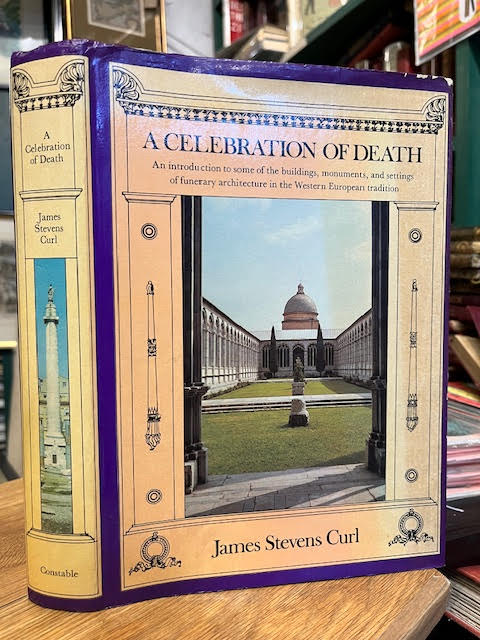 A
Celebration
of Death
James
Stevens
Curl
Constable
A CELEBRATION OF DEATH
An introduction to some of the buildings, monuments, and settings
of funerary architecture in the Western European tradition
James Stevens Curl